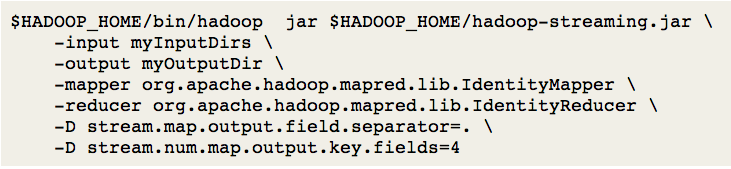 $HADOOP_HOME/bin/hadoop  jar $HADOOP_HOME/hadoop-streaming.jar \
    -input myInputDirs \
    -output myOutputDir \
    -mapper org.apache.hadoop.mapred.lib.IdentityMapper \
    -reducer org.apache.hadoop.mapred.lib.IdentityReducer \
    -D stream.map.output.field.separator=. \
    -D stream.num.map.output.key.fields=4